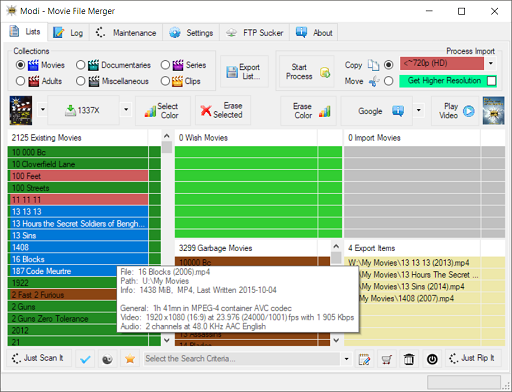 Modi - Movie File Merger
Lists Log Maintenance Settings FTP Sucker About
Collections Process Import
Movies Documentaries Series
Adults Miscellaneous Clips
Export List...
Start Process
Copy <~720p (HD)
Move Get Higher Resolution
1337X
Select Color
Erase Selected
Erase Color
Google
Play Video
2125 Existing Movies
0 Wish Movies
0 Import Movies
10 000 Bc
10 Cloverfield Lane
100 Feet
100 Streets
11 11 11
13 13 13
13 Hours the Secret Soldiers of Bengh...
13 Sins
1408
16 Blocks
187 Code Meurtre
1922
2 Fast 2 Furious
2 Guns
2 Guns Zero Tolerance
2012
21
3299 Garbage Movies
10000 Bc
13 Assassins
4 Export Items
W:\My Movies\13 13 13 (2013).mp4
\My Movies\13 Hours The Secret ...
\My Movies\13 Sins (2014).mp4
\My Movies\1408 (2007).mp4
File: 16 Blocks (2006).mp4
Path: U:\My Movies
Info: 1438 MiB, MP4, Last Written 2015-10-04
General: 1h 41mn in MPEG-4 container AVC codec
Video: 1920 x 1080 (16:9) at 23.976 (24000/1001) fps with 1 905 Kbps
Audio: 2 channels at 48.0 KHz AAC English
Just Scan It
Select the Search Criteria...
Just Rip It